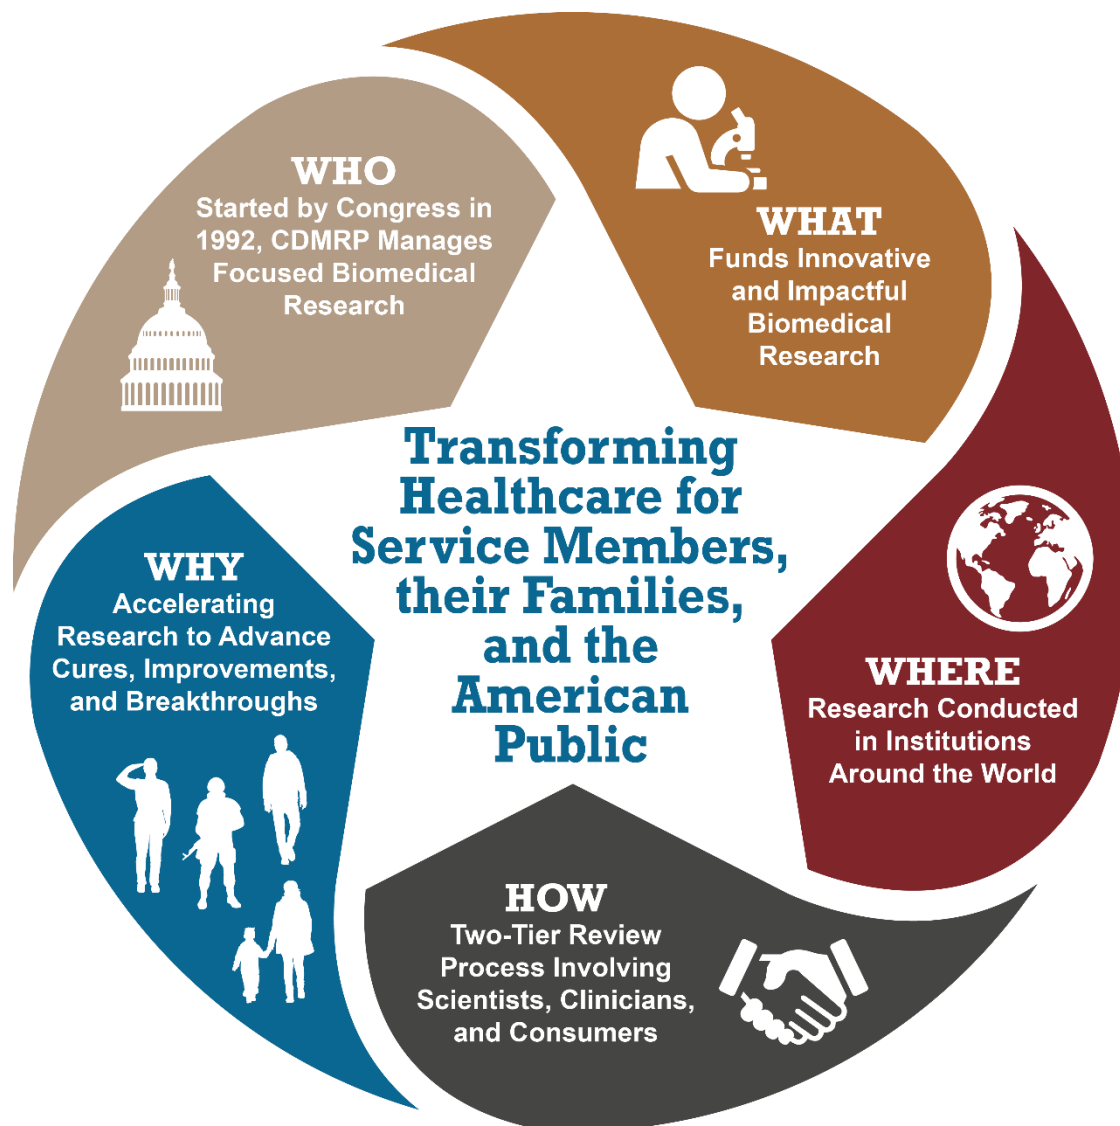 WHO
Started by Congress in
1992, CDMRP Manages
Focused Biomedical
Research
WHAT
Funds Innovative
and Impactful
Biomedical
Research
WHERE
Research Conducted
in Institutions
Around the World
HOW
Two-Tier Review
Process Involving
Scientists, Clinicians,
and Consumers
WHY
Accelerating
Research to Advance
Cures, Improvements,
and Breakthroughs
Transforming
Healthcare for
Service Members,
their Families,
and the
American
Public